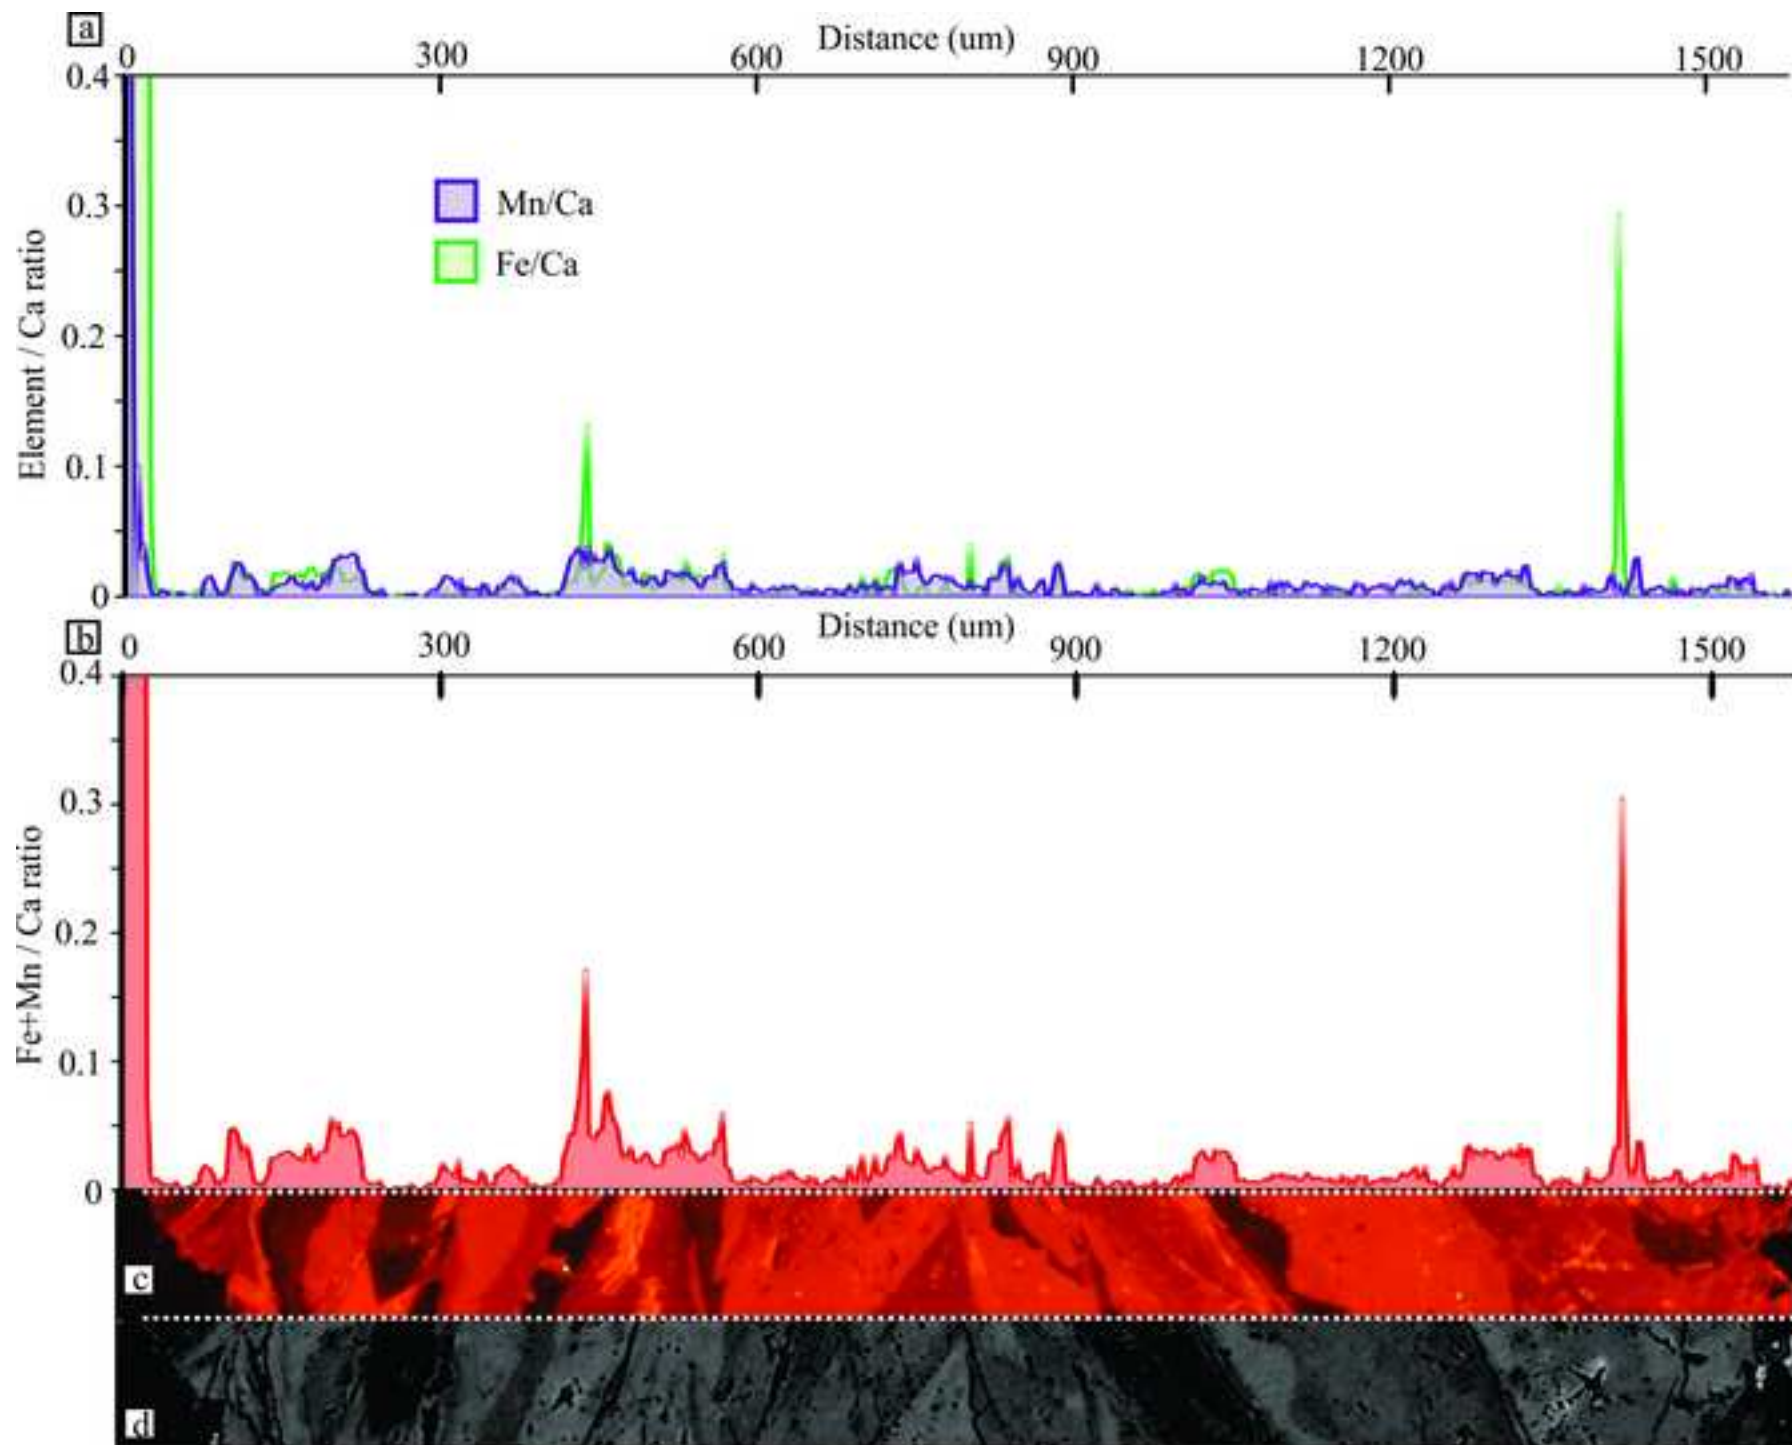 a
Distance (um)
0 300 600 900 1200 1500
0.4
0.3
0.2
0.1
0
Element / Ca ratio
Mn/Ca
Fe/Ca
b
Distance (um)
0 300 600 900 1200 1500
0.4
0.3
0.2
0.1
0
Fe+Mn / Ca ratio
c
d